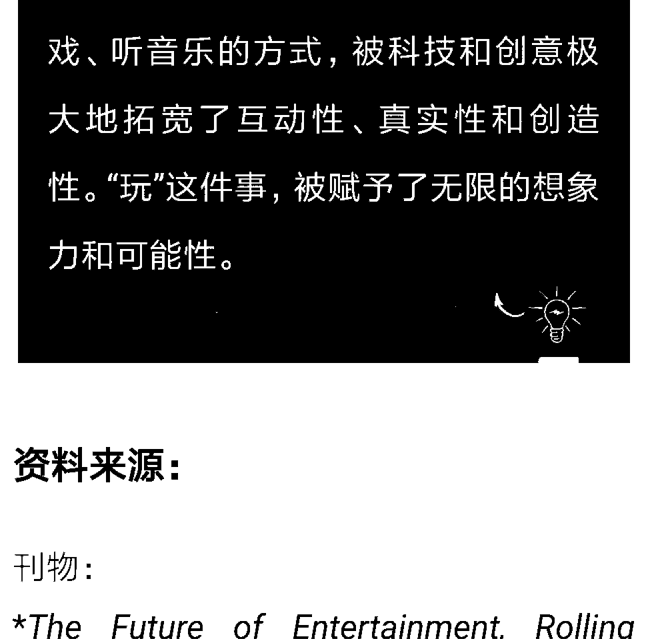 戏、听音乐的方式，被科技和创意极
大地拓宽了互动性、真实性和创造
性。“玩”这件事，被赋予了无限的想象
力和可能性。
资料来源：
刊物：
*The Future of Entertainment, Rolling